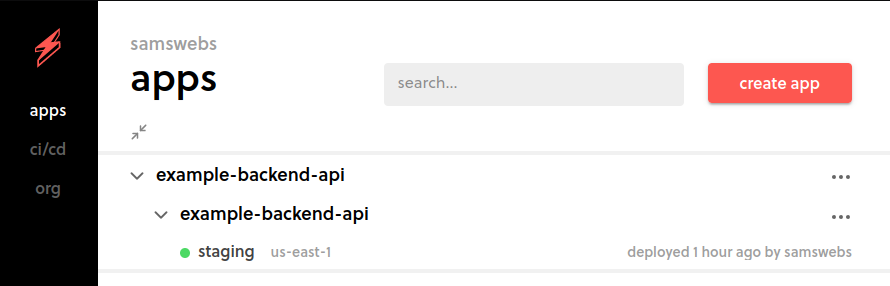 samswebs
apps
search...
create app
apps
ci/cd
org
example-backend-api
example-backend-api
staging us-east-1 deployed 1 hour ago by samswebs